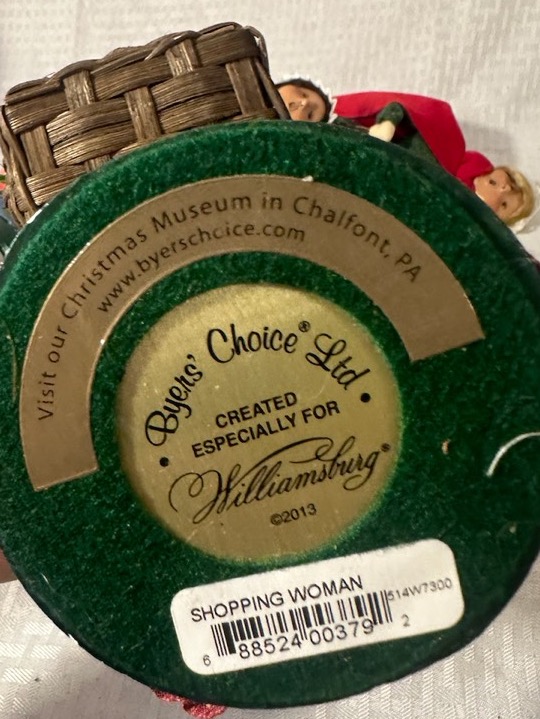 Visit our Christmas Museum in Chalfont, PA
www.byerschoice.com
Byers' Choice® Ltd
CREATED
ESPECIALLY FOR
Williamsburg®
©2013
SHOPPING WOMAN
514W7300
6 88524 00379 2